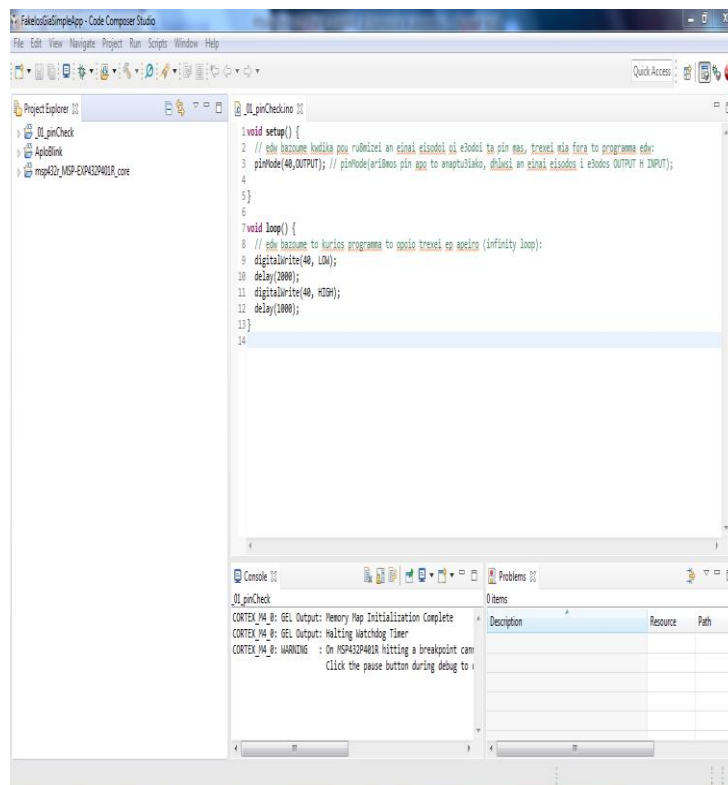 FakelosGiaSimpleApp - Code Composer Studio
File Edit View Navigate Project Run Scripts Window Help
Quick Access
Project Explorer
_01_pinCheck
AploBlink
msp432r_MSP-EXP432P401R_core
_01_pinCheck.ino
1 void setup() {
2 // edw bazoume kwdika pou ru8mizei an einai eisodoi oi e3odoi ta pin mas, trexei mia fora to programma edw:
3 pinMode(40,OUTPUT); // pinMode(ari8mos pin apo to anaptu3iako, dhlwsi an einai eisodos i e3odos OUTPUT H INPUT);
4
5 }
6
7 void loop() {
8 // edw bazoume to kurios programma to opoio trexei ep apeiro (infinity loop):
9 digitalWrite(40, LOW);
10 delay(2000);
11 digitalWrite(40, HIGH);
12 delay(1000);
13 }
14
Console
_01_pinCheck
CORTEX_M4_0: GEL Output: Memory Map Initialization Complete
CORTEX_M4_0: GEL Output: Halting Watchdog Timer
CORTEX_M4_0: WARNING : On MSP432P401R hitting a breakpoint cann
Click the pause button during debug to
Problems
0 items
Description Resource Path